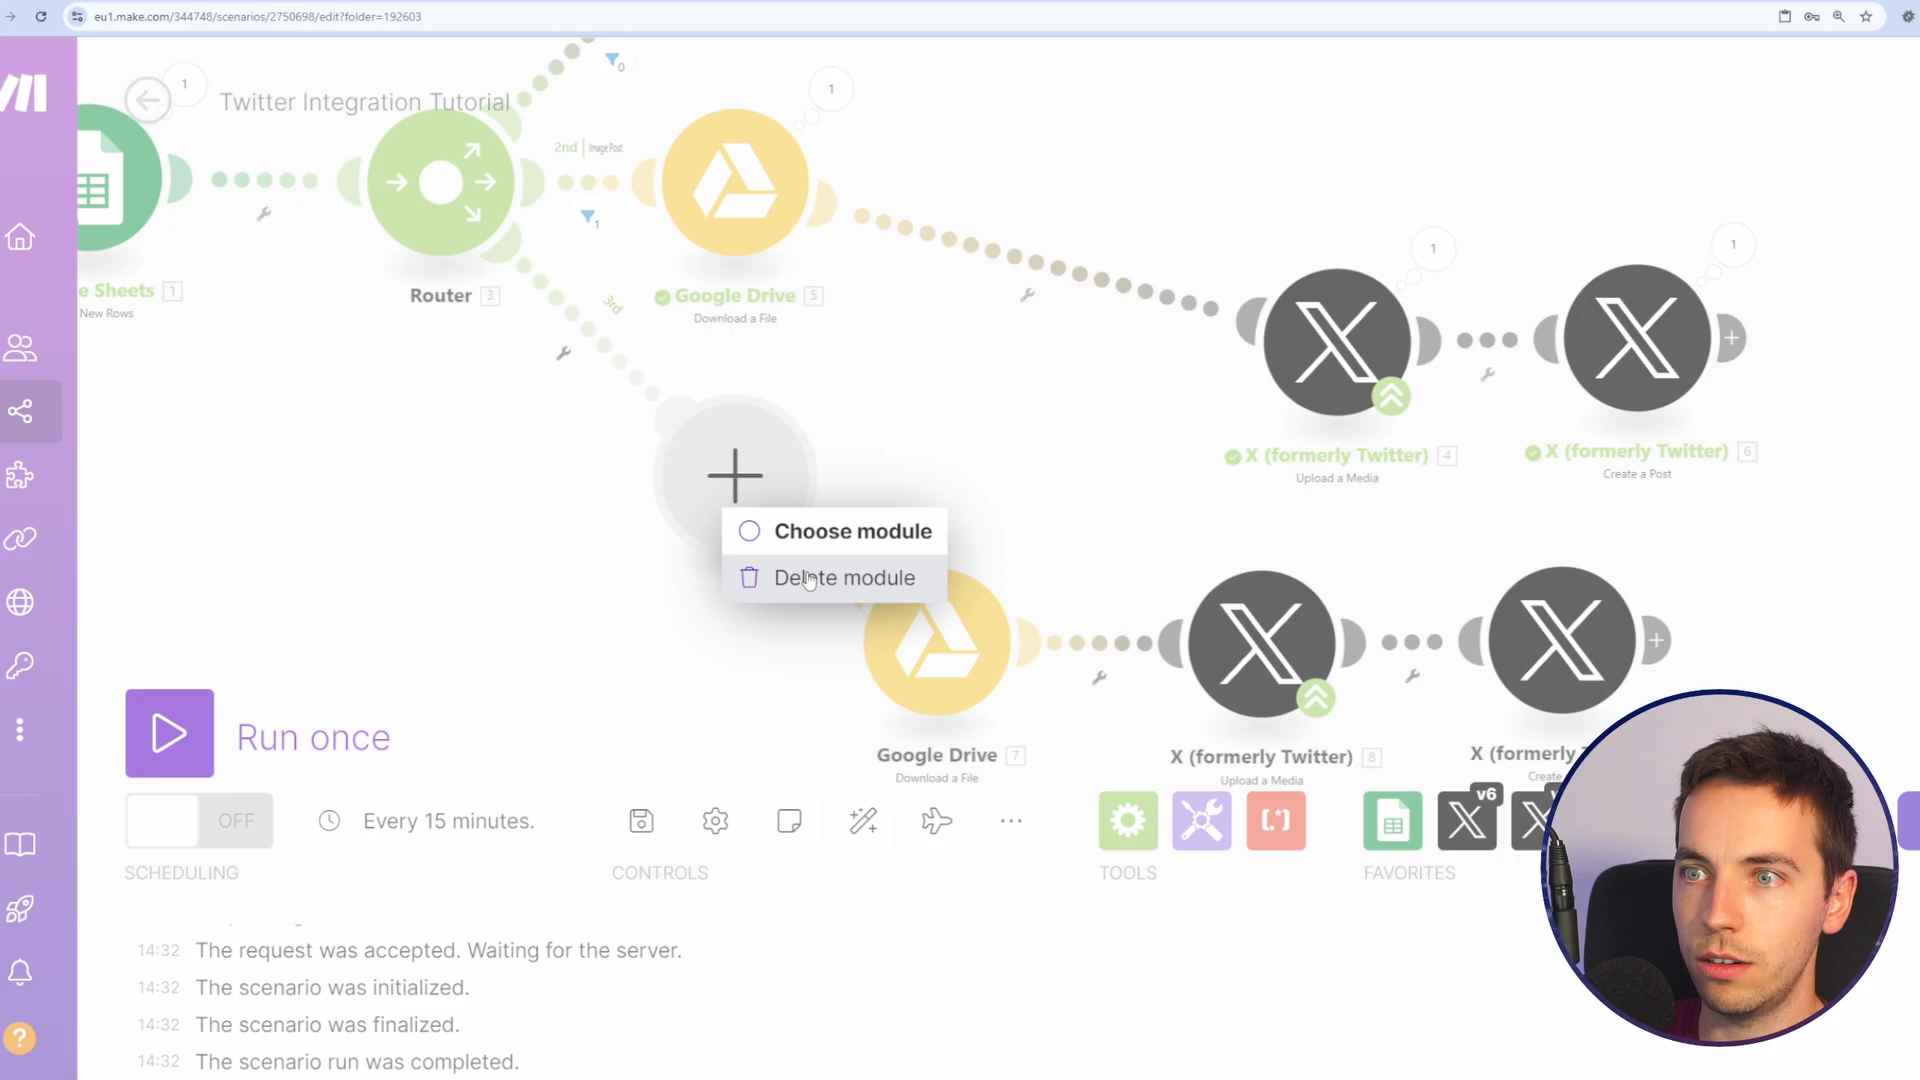 eu1.make.com/344748/scenarios/2750698/edit?folder=192603
Twitter Integration Tutorial
1
0
1
2nd | Image Post
1
1
1
e Sheets 1
New Rows
Router 3
3rd
Google Drive 5
Download a File
X (formerly Twitter) 4
Upload a Media
X (formerly Twitter) 6
Create a Post
Choose module
Delete module
Run once
Google Drive 7
Download a File
X (formerly Twitter) 8
Upload a Media
X (formerly
Create
OFF
Every 15 minutes.
v6
SCHEDULING
CONTROLS
TOOLS
FAVORITES
14:32 The request was accepted. Waiting for the server.
14:32 The scenario was initialized.
14:32 The scenario was finalized.
14:32 The scenario run was completed.